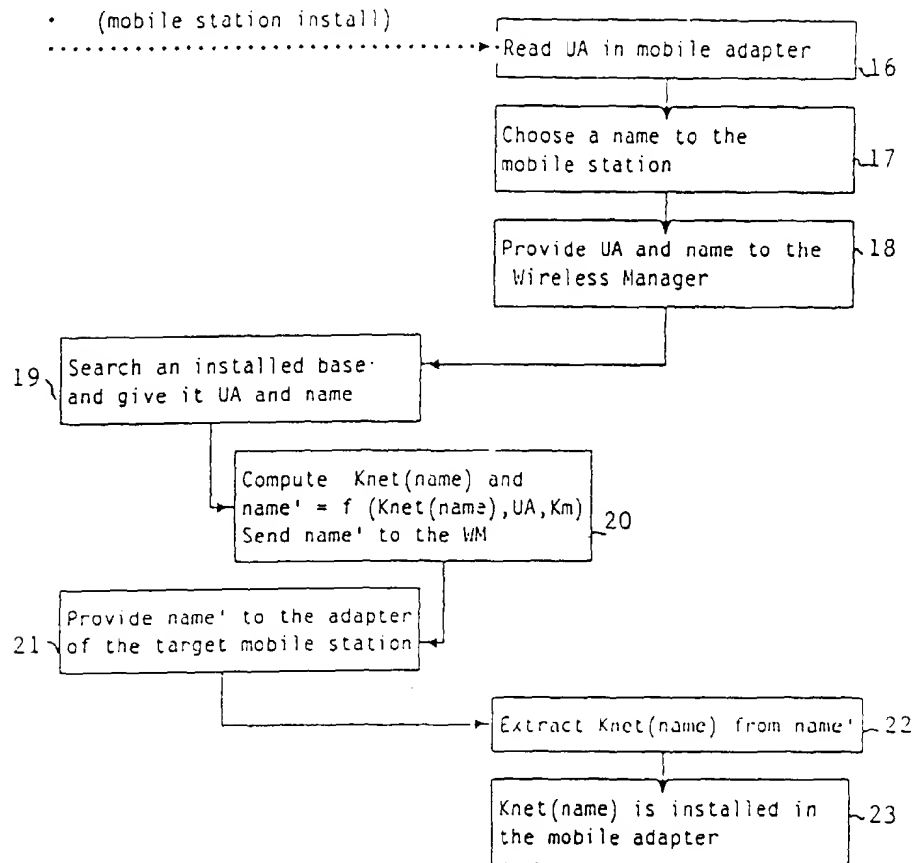 (mobile station install)
Read UA in mobile adapter
16
Choose a name to the
mobile station
17
Provide UA and name to the
Wireless Manager
18
19
Search an installed base
and give it UA and name
Compute Knet(name) and
name' = f (Knet(name),UA,Km)
Send name' to the WM
20
21
Provide name' to the adapter
of the target mobile station
Extract Knet(name) from name'
22
Knet(name) is installed in
the mobile adapter
23